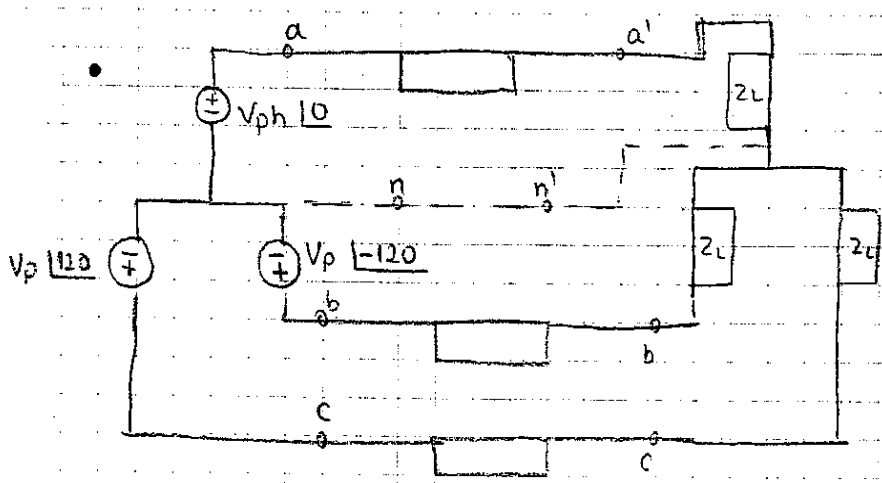 a
a'
+
-
Vph ⌊0
ZL
n
n'
Vp ⌊120
-
+
-
+
Vp ⌊-120
ZL
ZL
b
b
c
c